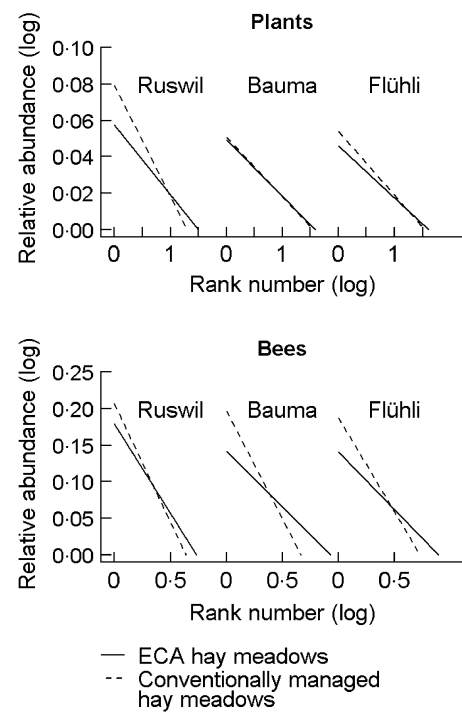 Plants
Relative abundance (log)
0·10
0·08
0·06
0·04
0·02
0·00
Ruswil Bauma Flühli
0 1 0 1 0 1
Rank number (log)
Bees
Relative abundance (log)
0·25
0·20
0·15
0·10
0·05
0·00
Ruswil Bauma Flühli
0 0·5 0 0·5 0 0·5
Rank number (log)
ECA hay meadows
Conventionally managed
hay meadows